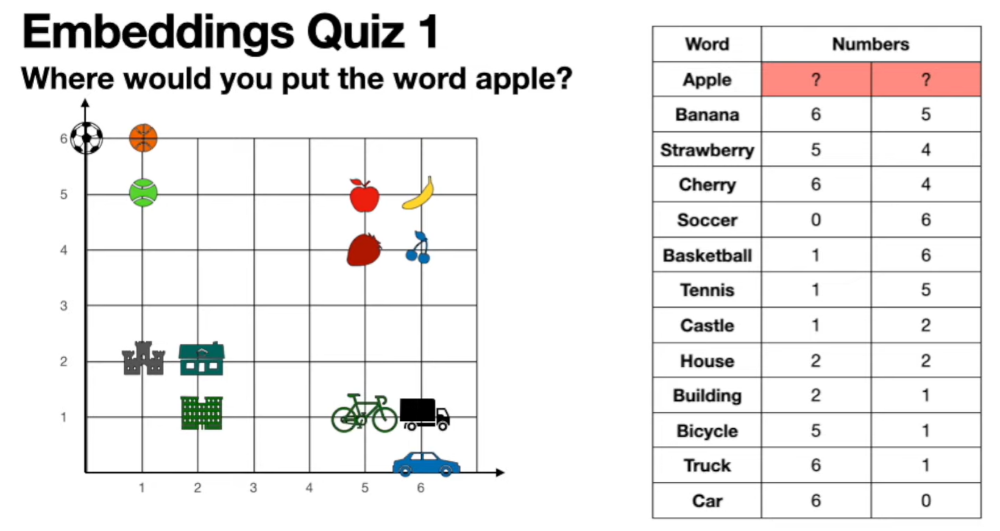 Embeddings Quiz 1
Where would you put the word apple?
6
5
4
3
2
1
1 2 3 4 5 6
Word Numbers
Apple ? ?
Banana 6 5
Strawberry 5 4
Cherry 6 4
Soccer 0 6
Basketball 1 6
Tennis 1 5
Castle 1 2
House 2 2
Building 2 1
Bicycle 5 1
Truck 6 1
Car 6 0